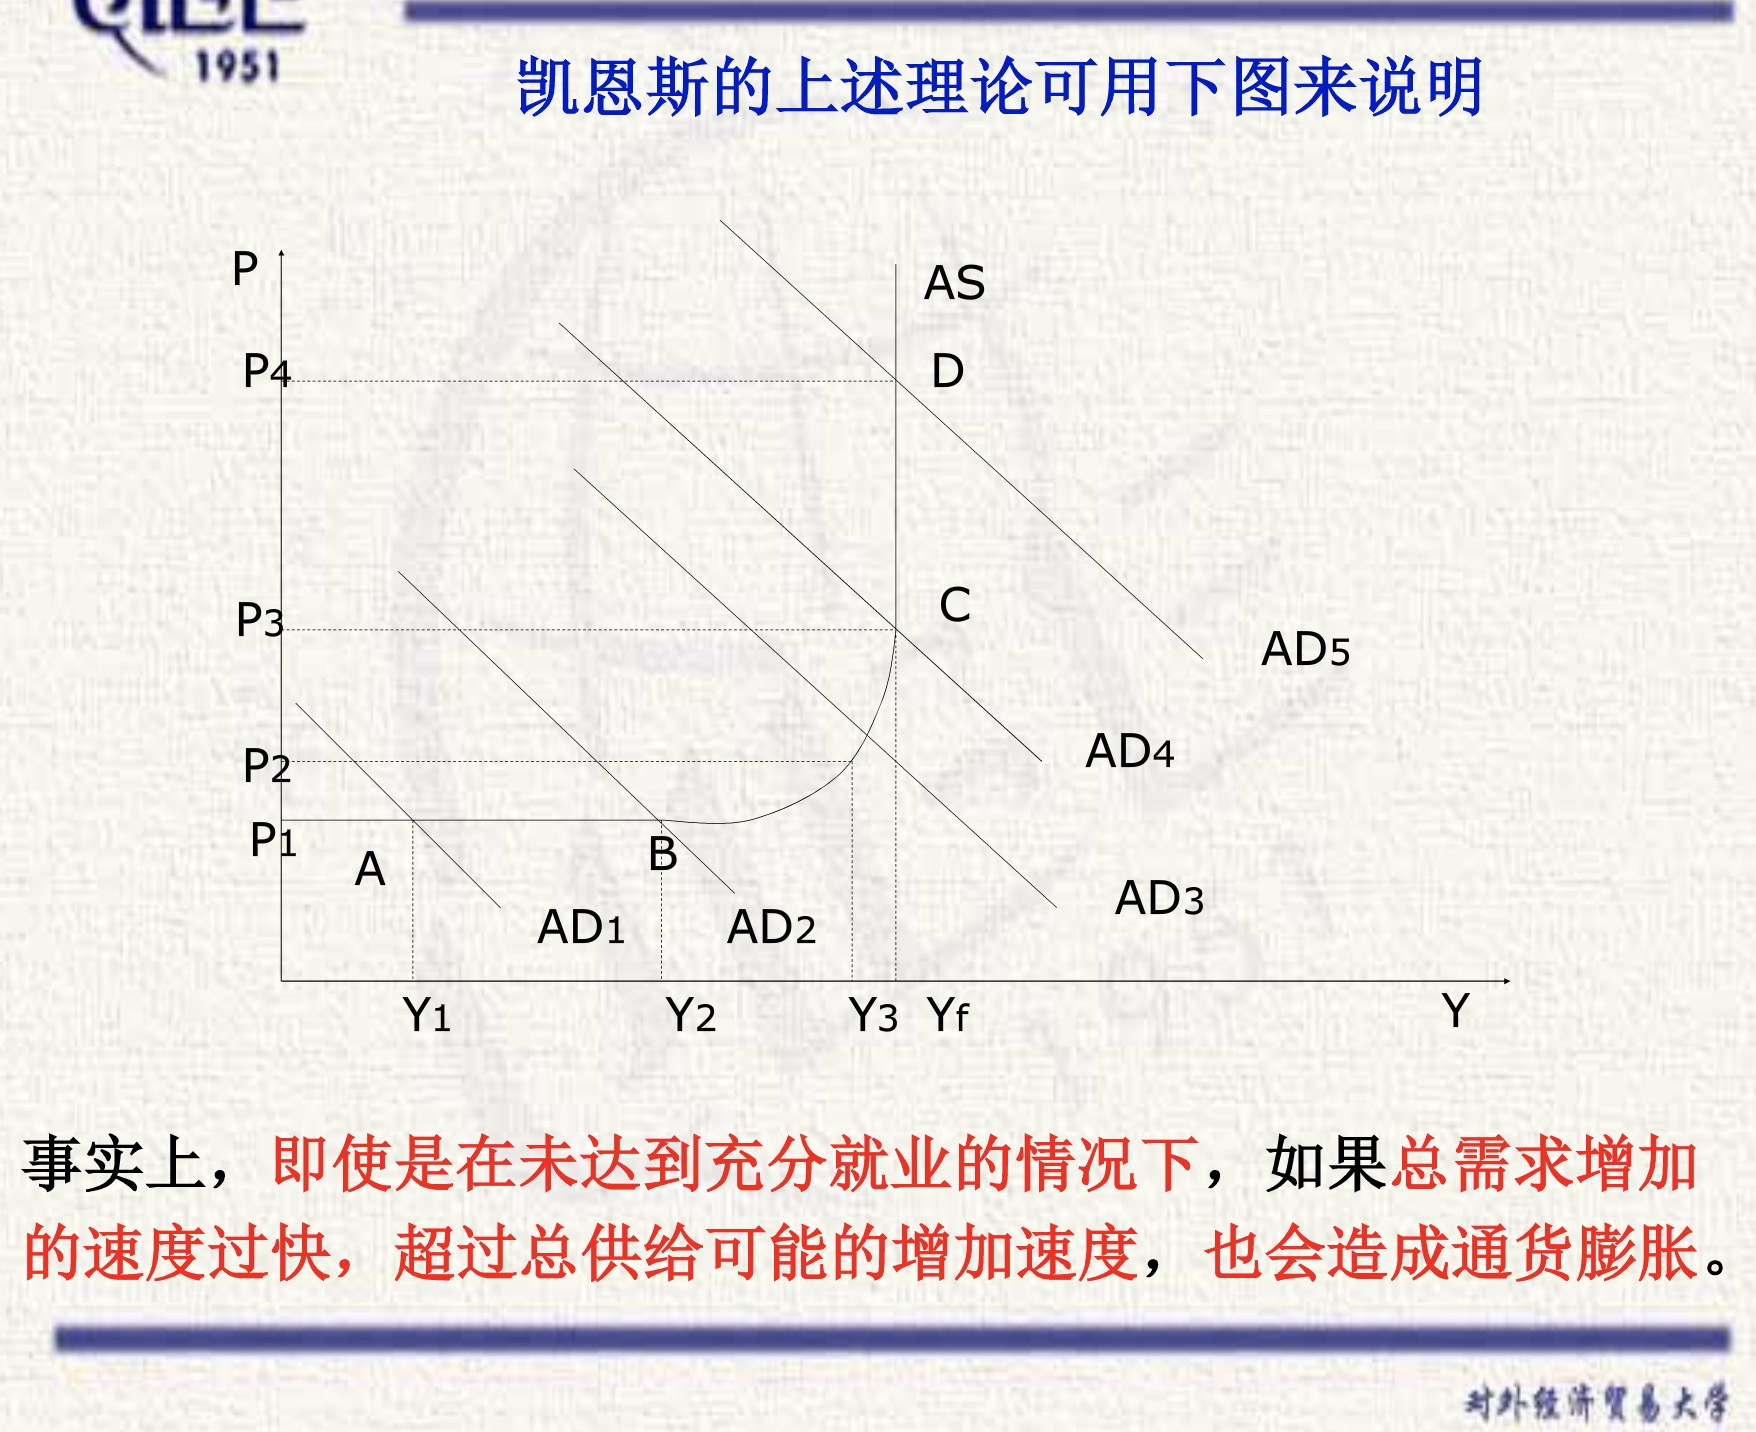 1951
凯恩斯的上述理论可用下图来说明
P
AS
P4
D
P3
C
AD5
P2
AD4
P1
A
B
AD3
AD1
AD2
Y1
Y2
Y3
Yf
Y
事实上，即使是在未达到充分就业的情况下，如果总需求增加
的速度过快，超过总供给可能的增加速度，也会造成通货膨胀。
对外经济贸易大学